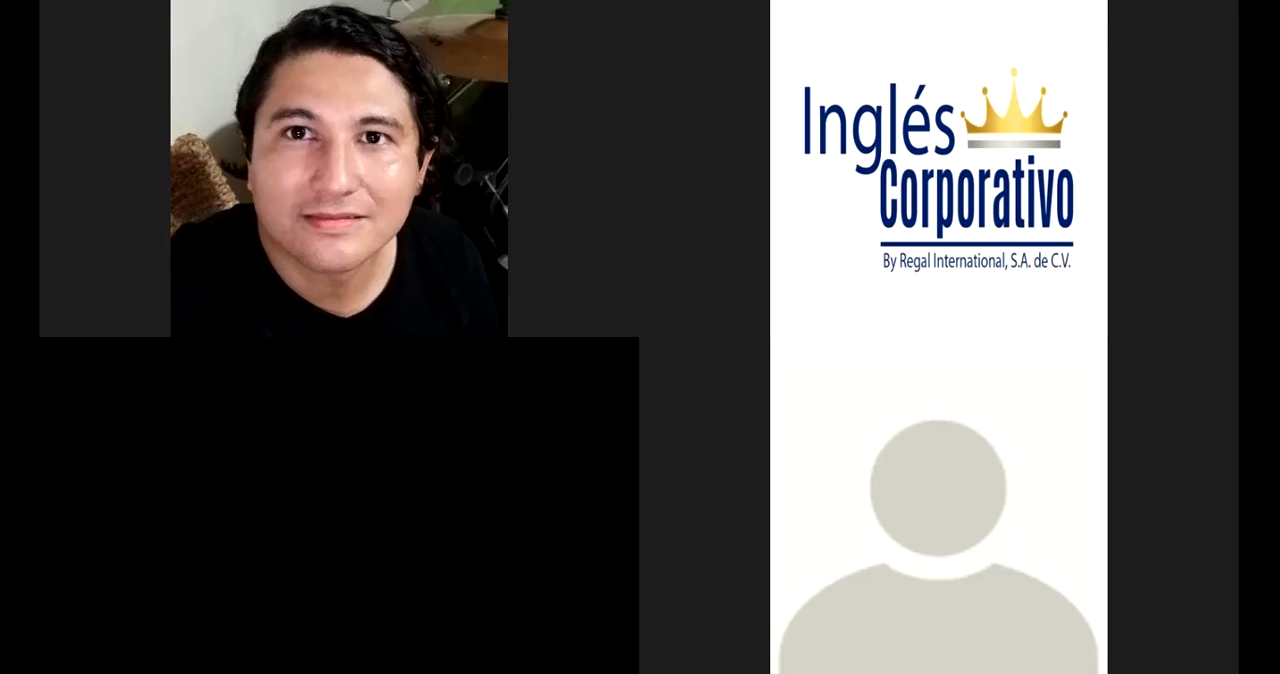 Inglés
Corporativo
By Regal International, S.A. de C.V.